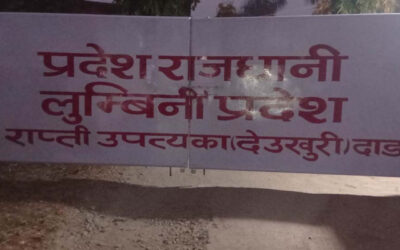 प्रदेश राजधानी
लुम्बिनी प्रदेश
राप्ती उपत्यका(देउखुरी)दाङ